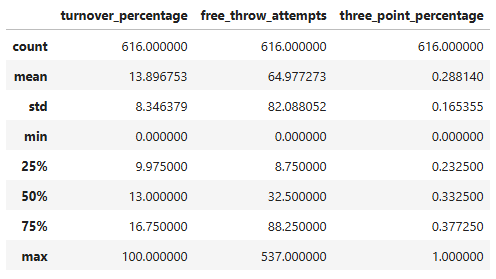 turnover_percentage free_throw_attempts three_point_percentage
count 616.000000 616.000000 616.000000
mean 13.896753 64.977273 0.288140
std 8.346379 82.088052 0.165355
min 0.000000 0.000000 0.000000
25% 9.975000 8.750000 0.232500
50% 13.000000 32.500000 0.332500
75% 16.750000 88.250000 0.377250
max 100.000000 537.000000 1.000000